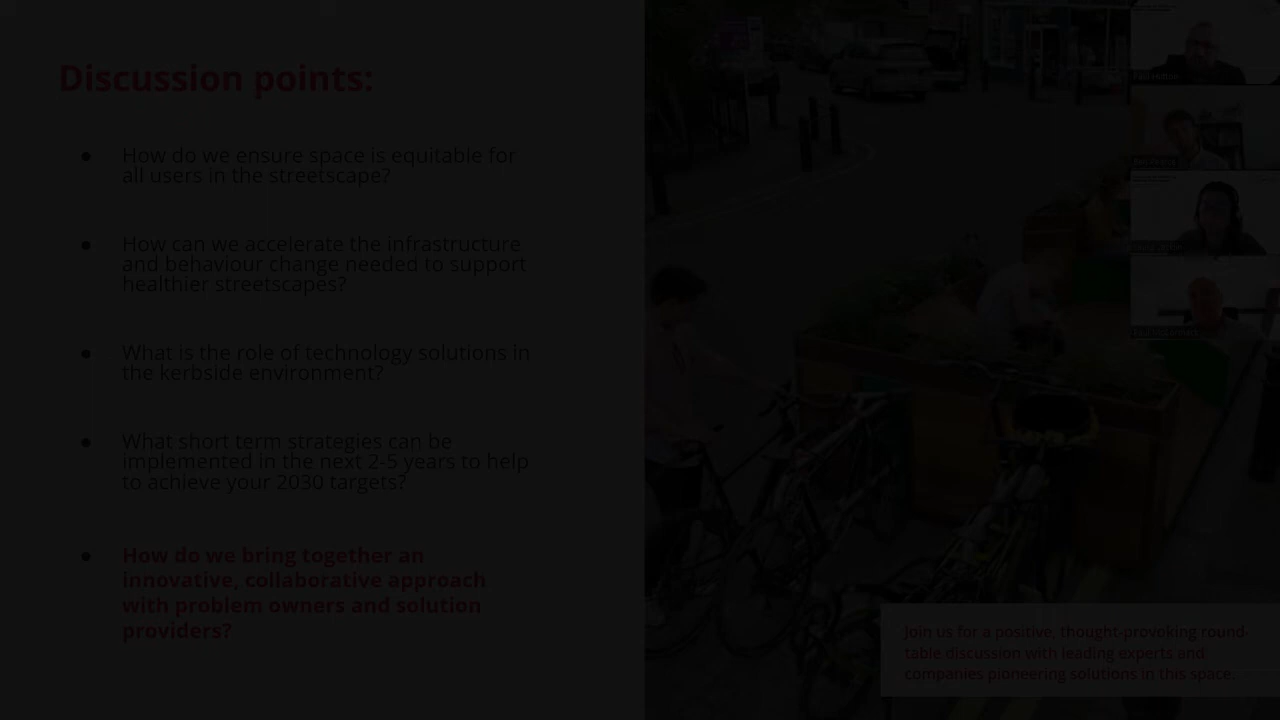 Discussion points:
● How do we ensure space is equitable for
all users in the streetscape?
● How can we accelerate the infrastructure
and behaviour change needed to support
healthier streetscapes?
● What is the role of technology solutions in
the kerbside environment?
● What short term strategies can be
implemented in the next 2-5 years to help
to achieve your 2030 targets?
● How do we bring together an
innovative, collaborative approach
with problem owners and solution
providers?
Join us for a positive, thought-provoking round-
table discussion with leading experts and
companies pioneering solutions in this space.